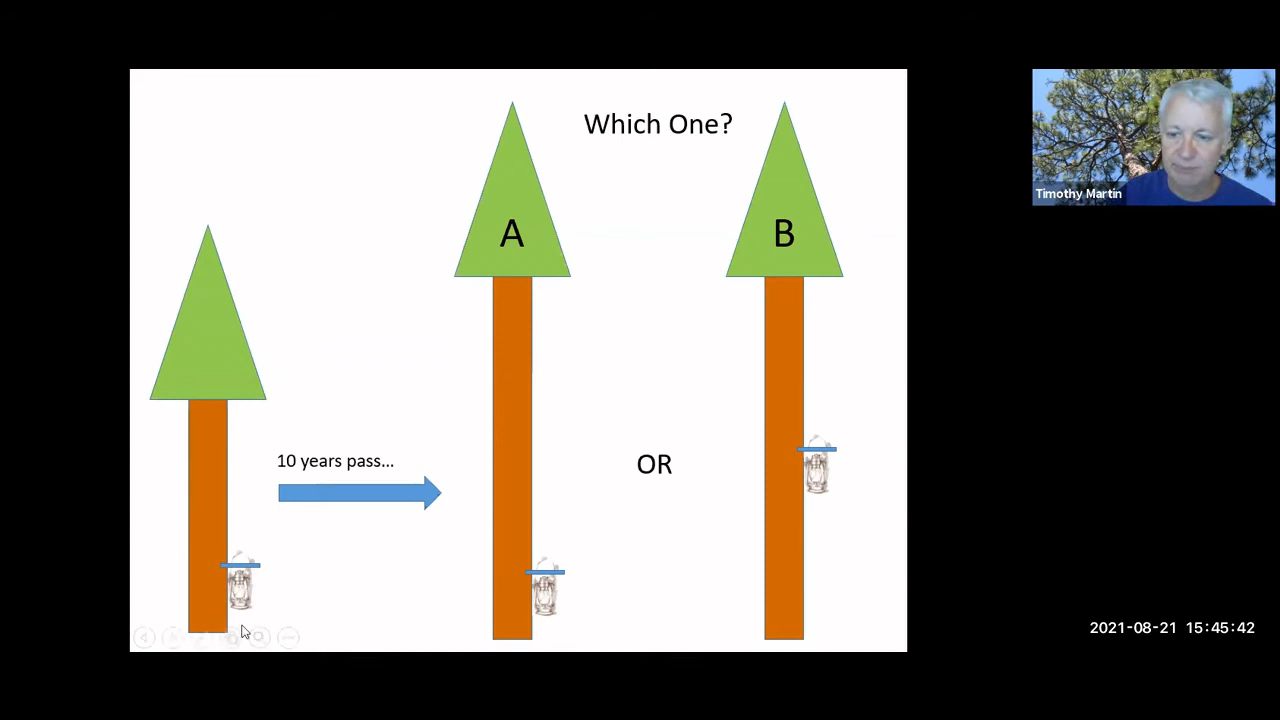 Which One?
A
B
10 years pass...
OR
Timothy Martin
2021-08-21 15:45:42